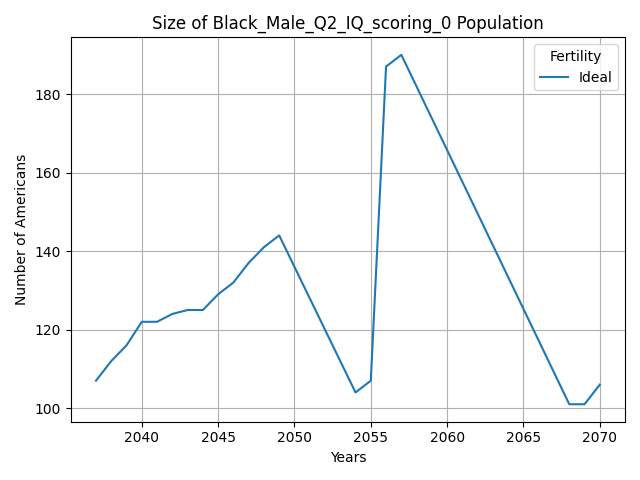 Size of Black_Male_Q2_IQ_scoring_0 Population
Fertility
Ideal
Number of Americans
180
160
140
120
100
2040 2045 2050 2055 2060 2065 2070
Years